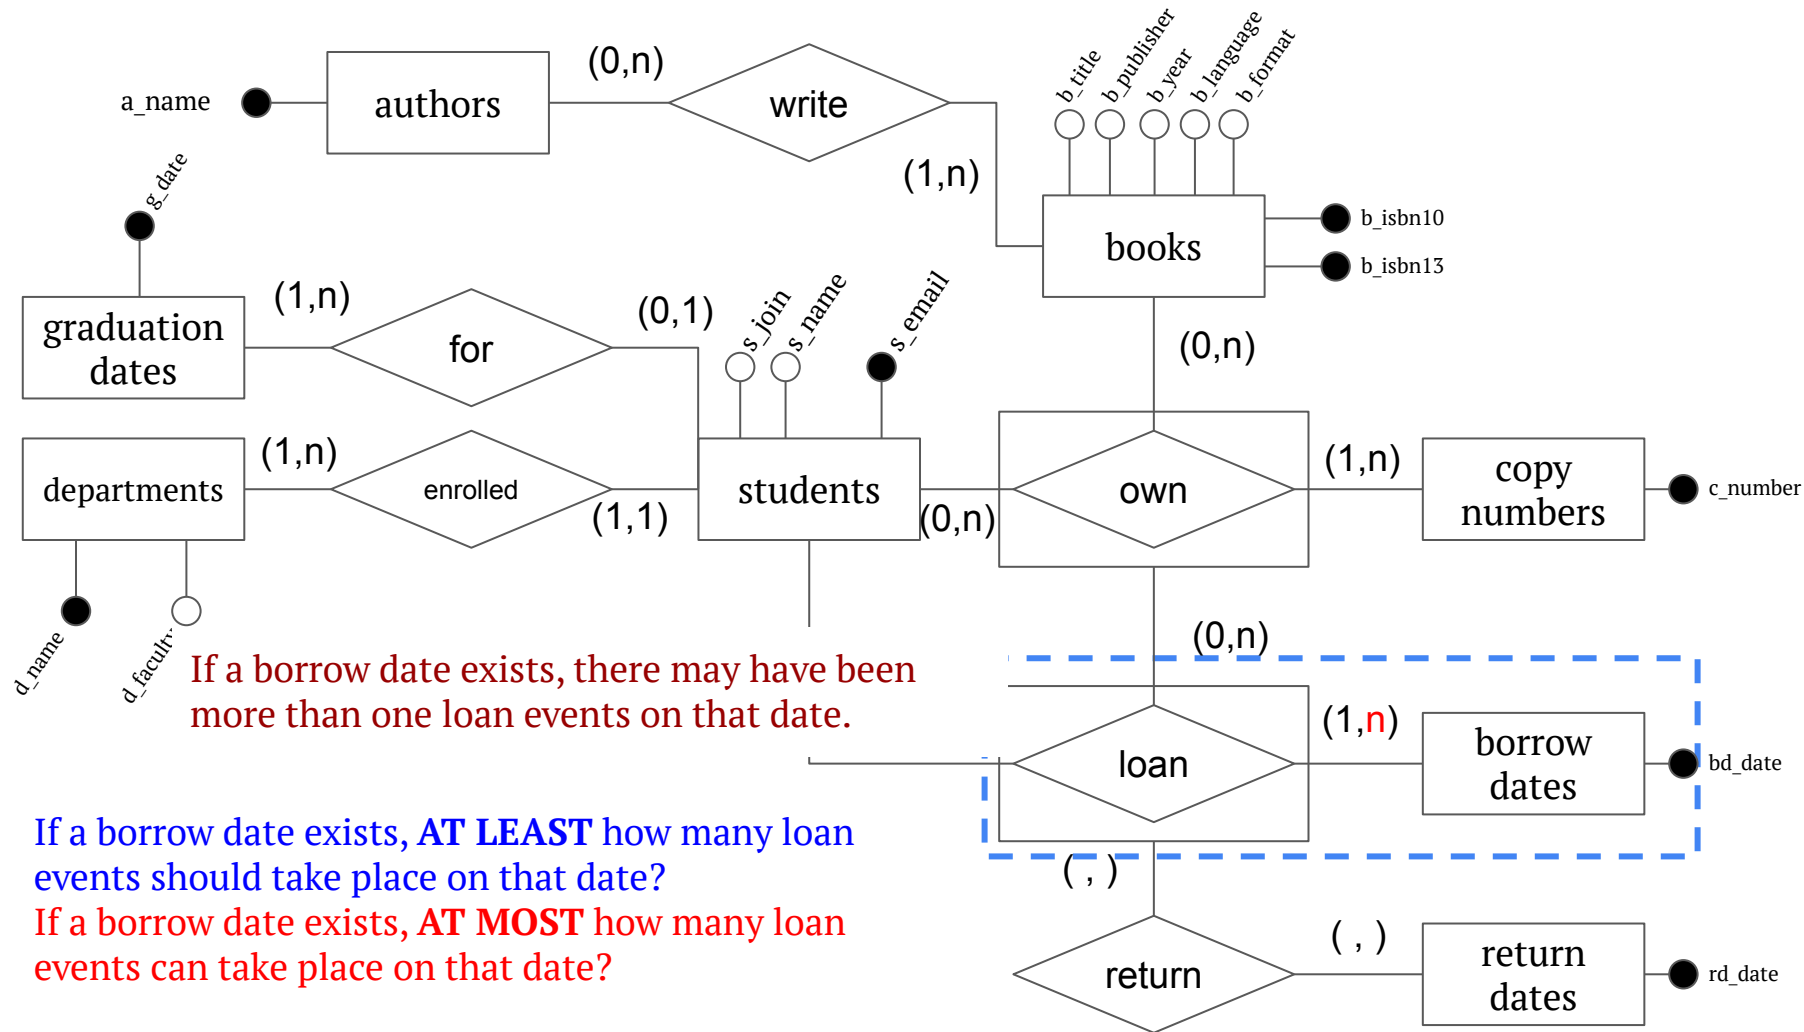 b_title
b_publisher
b_year
b_language
b_format
(0,n)
a_name
authors
write
(1,n)
g_date
b_isbn10
books
b_isbn13
s_join
s_name
s_email
(1,n)
(0,1)
graduation
dates
for
(0,n)
(1,n)
(1,n)
departments
enrolled
students
own
copy
numbers
c_number
(1,1)
(0,n)
d_name
d_faculty
(0,n)
If a borrow date exists, there may have been
more than one loan events on that date.
(1,n)
loan
borrow
dates
bd_date
If a borrow date exists, AT LEAST how many loan
events should take place on that date?
( , )
If a borrow date exists, AT MOST how many loan
events can take place on that date?
( , )
return
return
dates
rd_date